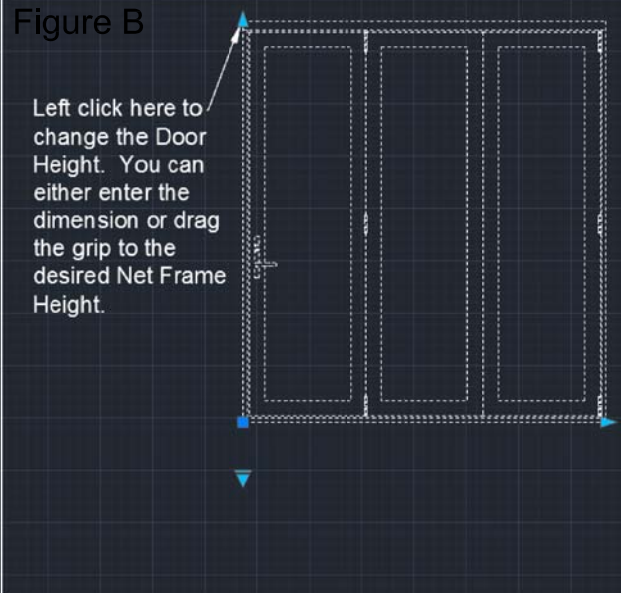 Figure B
Left click here to
change the Door
Height. You can
either enter the
dimension or drag
the grip to the
desired Net Frame
Height.